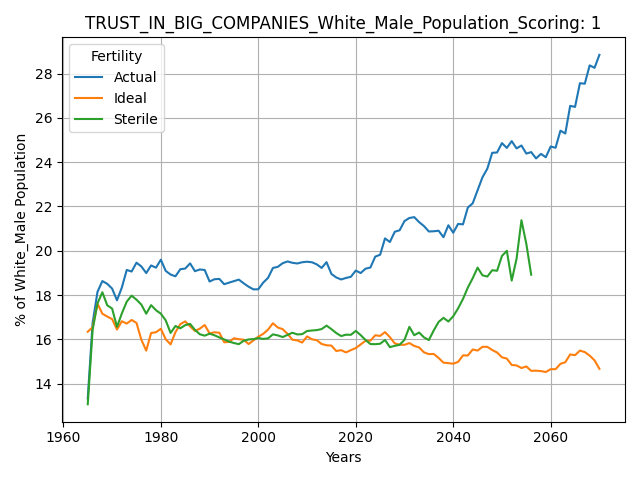 TRUST_IN_BIG_COMPANIES_White_Male_Population_Scoring: 1
Fertility
Actual
Ideal
Sterile
% of White_Male Population
28
26
24
22
20
18
16
14
1960
1980
2000
2020
2040
2060
Years